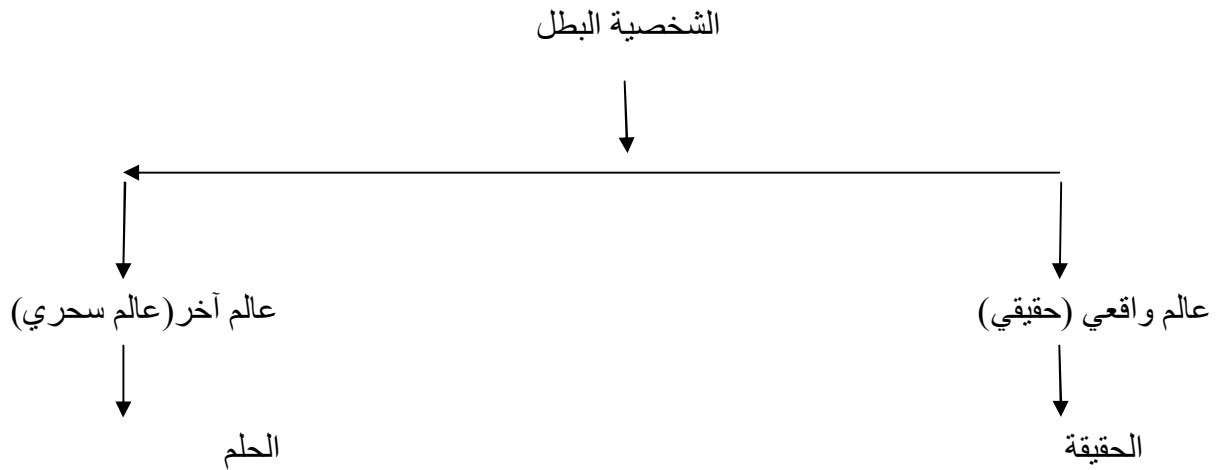 الشخصية البطل
عالم واقعي (حقيقي)
عالم آخر(عالم سحري)
الحقيقة
الحلم